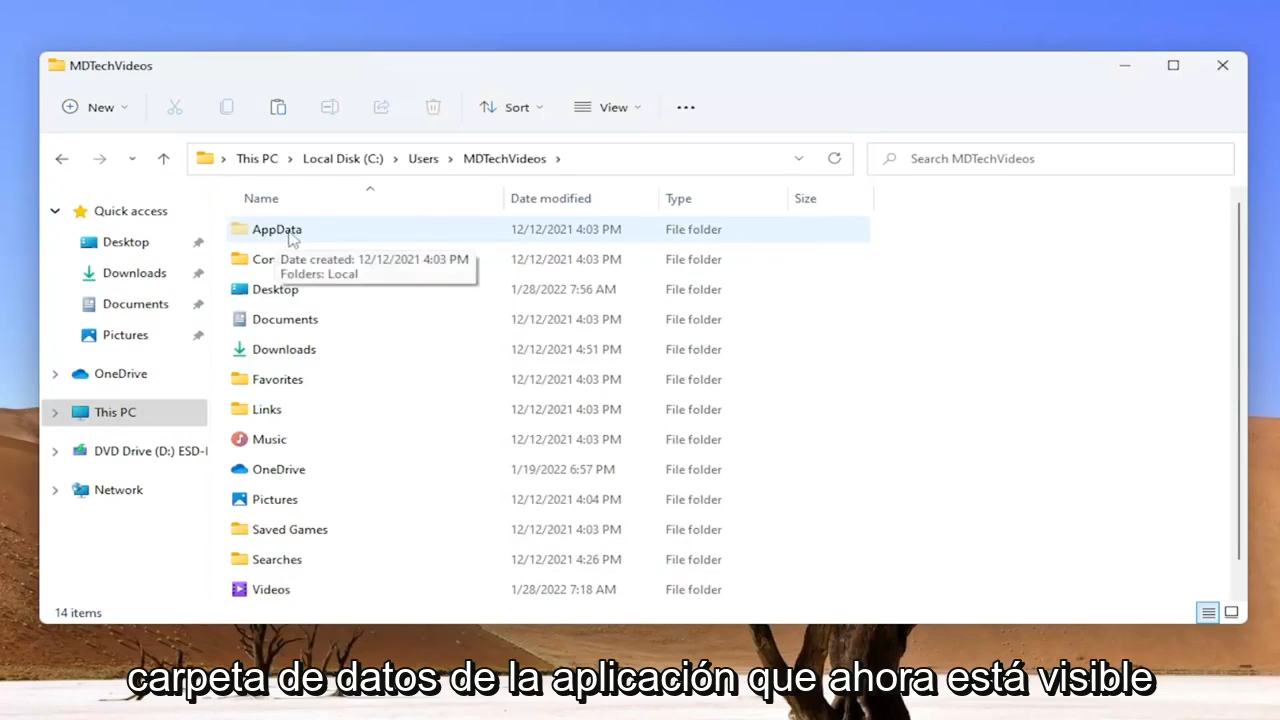 MDTechVideos
New
Sort
View
This PC > Local Disk (C:) > Users > MDTechVideos >
Search MDTechVideos
Quick access
Desktop
Downloads
Documents
Pictures
OneDrive
This PC
DVD Drive (D:) ESD-I
Network
Name Date modified Type Size
AppData 12/12/2021 4:03 PM File folder
Cor 12/12/2021 4:03 PM File folder
Date created: 12/12/2021 4:03 PM
Folders: Local
Desktop 1/28/2022 7:56 AM File folder
Documents 12/12/2021 4:03 PM File folder
Downloads 12/12/2021 4:51 PM File folder
Favorites 12/12/2021 4:03 PM File folder
Links 12/12/2021 4:03 PM File folder
Music 12/12/2021 4:03 PM File folder
OneDrive 1/19/2022 6:57 PM File folder
Pictures 12/12/2021 4:04 PM File folder
Saved Games 12/12/2021 4:03 PM File folder
Searches 12/12/2021 4:26 PM File folder
Videos 1/28/2022 7:18 AM File folder
14 items
carpeta de datos de la aplicación que ahora está visible